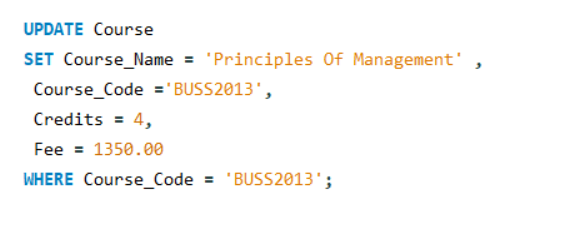 UPDATE Course
SET Course_Name = 'Principles Of Management' ,
Course_Code ='BUSS2013',
Credits = 4,
Fee = 1350.00
WHERE Course_Code = 'BUSS2013';